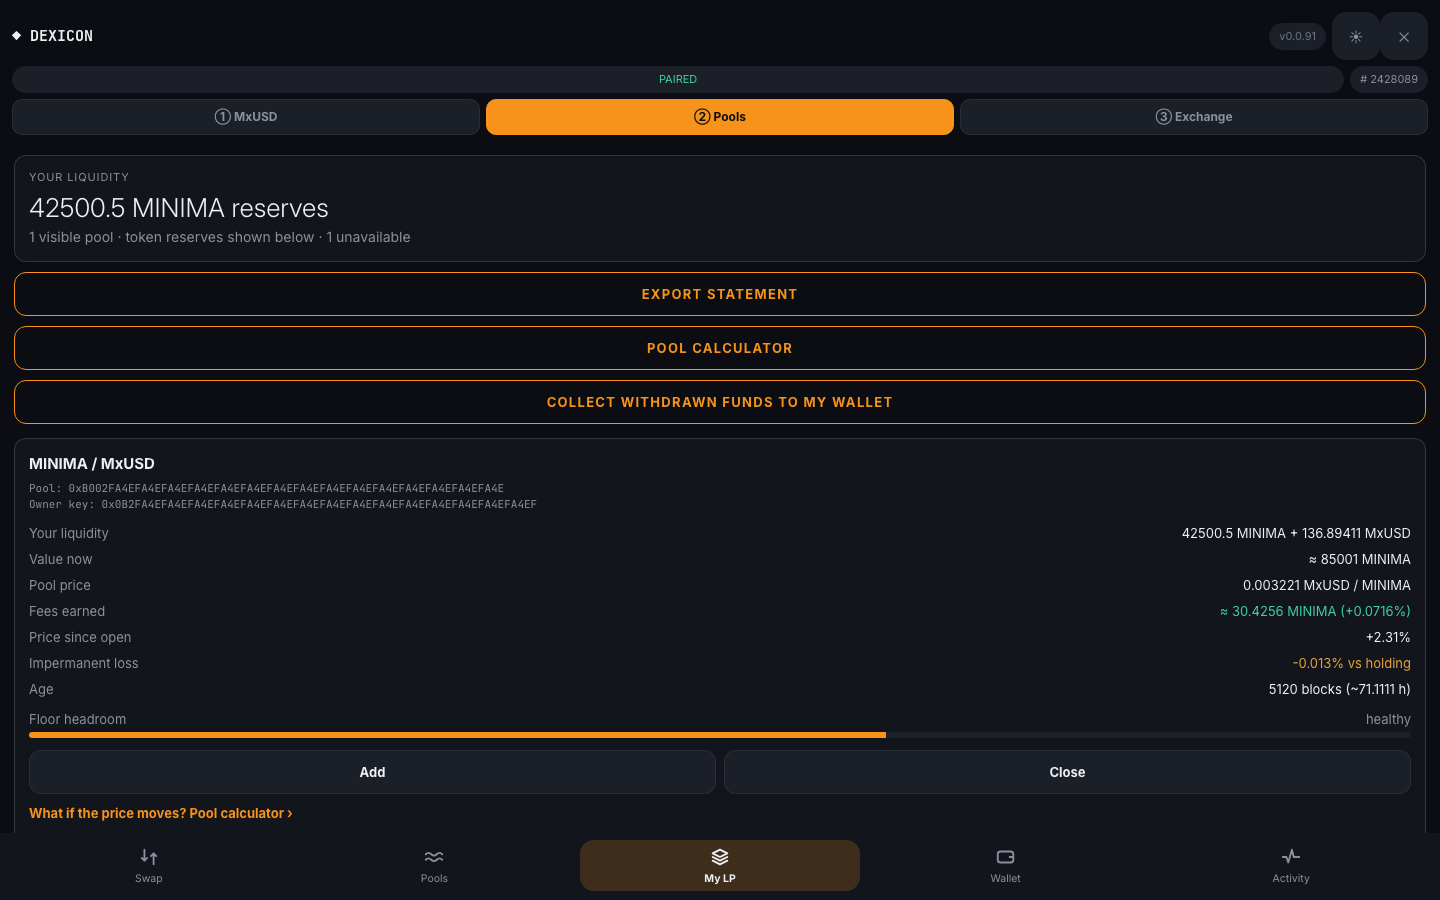 DEXICON
v0.0.91
PAIRED
# 2428089
① MxUSD
② Pools
③ Exchange
YOUR LIQUIDITY
42500.5 MINIMA reserves
1 visible pool · token reserves shown below · 1 unavailable
EXPORT STATEMENT
POOL CALCULATOR
COLLECT WITHDRAWN FUNDS TO MY WALLET
MINIMA / MxUSD
Pool: 0xB002FA4EFA4EFA4EFA4EFA4EFA4EFA4EFA4EFA4EFA4EFA4EFA4EFA4EFA4EFA4E
Owner key: 0x0B2FA4EFA4EFA4EFA4EFA4EFA4EFA4EFA4EFA4EFA4EFA4EFA4EFA4EFA4EFA4EF
Your liquidity 42500.5 MINIMA + 136.89411 MxUSD
Value now ≈ 85001 MINIMA
Pool price 0.003221 MxUSD / MINIMA
Fees earned ≈ 30.4256 MINIMA (+0.0716%)
Price since open +2.31%
Impermanent loss -0.013% vs holding
Age 5120 blocks (~71.1111 h)
Floor headroom healthy
Add
Close
What if the price moves? Pool calculator ›
Swap
Pools
My LP
Wallet
Activity